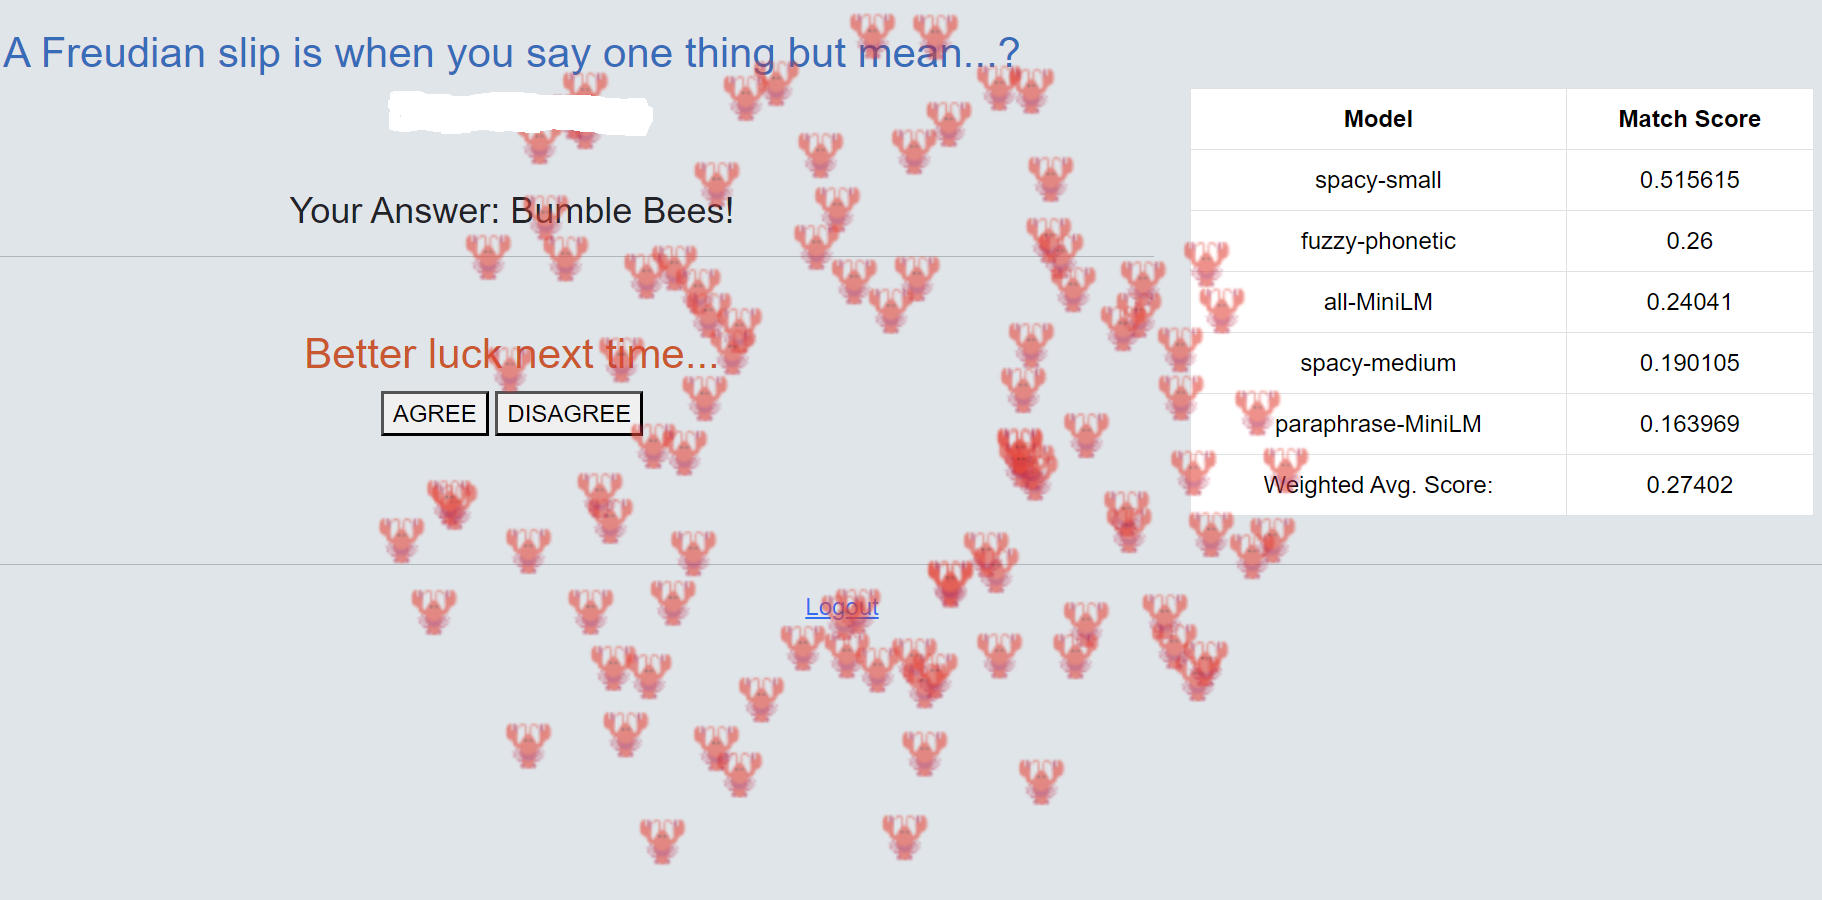 A Freudian slip is when you say one thing but mean...?
Your Answer: Bumble Bees!
Better luck next time...
AGREE DISAGREE
Model Match Score
spacy-small 0.515615
fuzzy-phonetic 0.26
all-MiniLM 0.24041
spacy-medium 0.190105
paraphrase-MiniLM 0.163969
Weighted Avg. Score: 0.27402
Logout